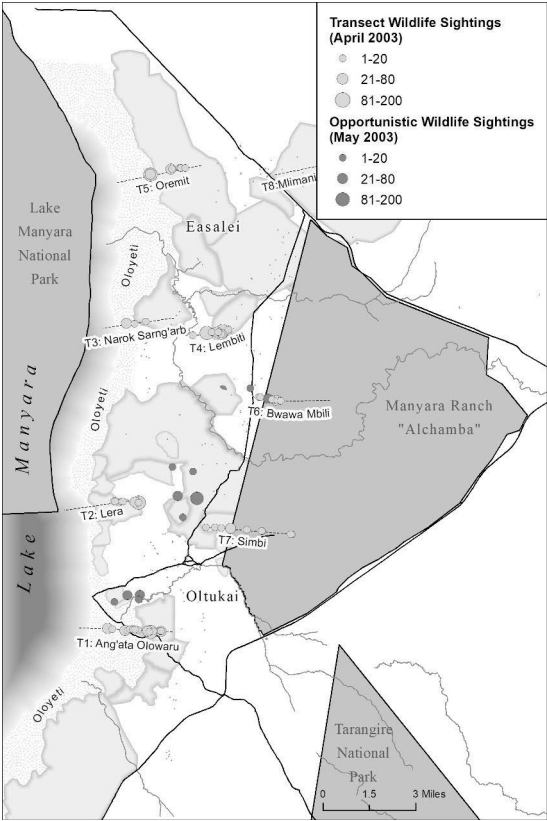 Transect Wildlife Sightings
(April 2003)
1-20
21-80
81-200
Opportunistic Wildlife Sightings
(May 2003)
1-20
21-80
81-200
T5: Oremit
T8:Mlimani
Lake
Manyara
National
Park
Easalei
Oloyeti
T3: Narok Sarng'arb
T4: Lembiti
T6: Bwawa Mbili
Manyara Ranch
"Alchamba"
Oloyeti
Lake Manyara
T2: Lera
T7: Simbi
Oltukai
T1: Ang'ata Olowaru
Oloyeti
Tarangire
National
Park
0 1.5 3 Miles